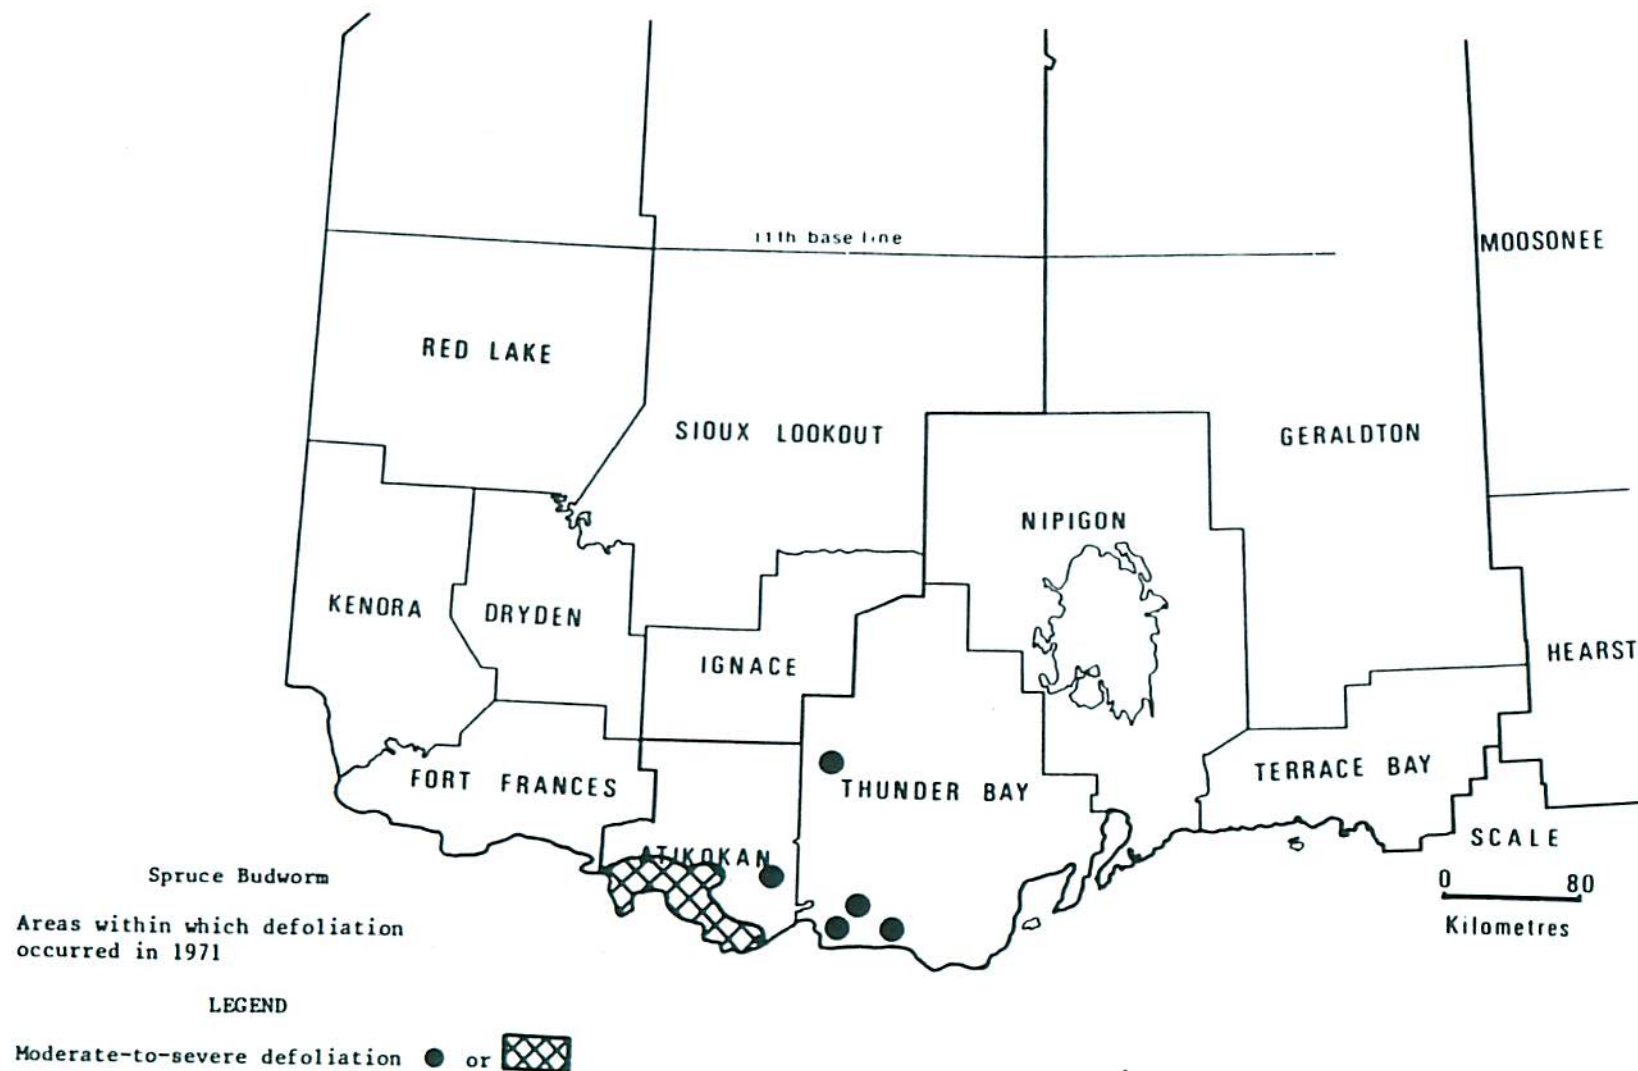 11th base line
MOOSONEE
RED LAKE
SIOUX LOOKOUT
GERALDTON
NIPIGON
KENORA
DRYDEN
IGNACE
HEARST
FORT FRANCES
THUNDER BAY
TERRACE BAY
ATIKOKAN
SCALE
0 80
Kilometres
Spruce Budworm
Areas within which defoliation
occurred in 1971
LEGEND
Moderate-to-severe defoliation or